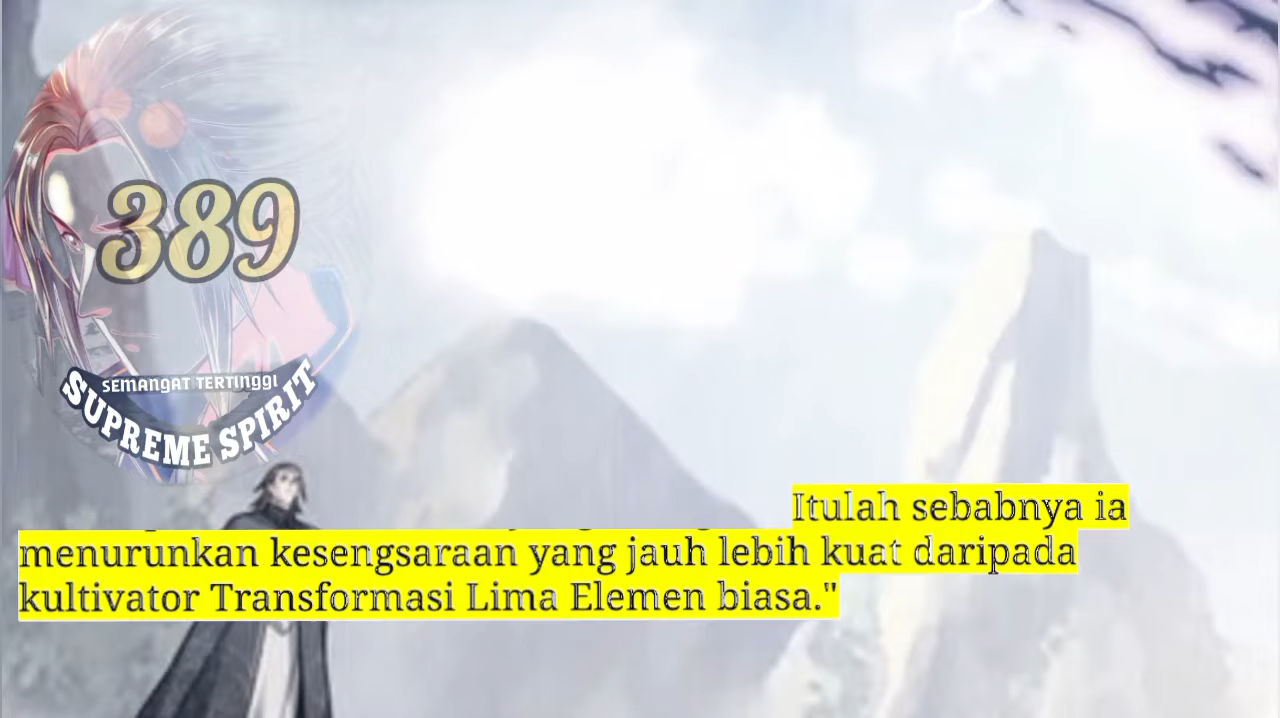 389
SEMANGAT TERTINGGI
SUPREME SPIRIT
Itulah sebabnya ia
menurunkan kesengsaraan yang jauh lebih kuat daripada
kultivator Transformasi Lima Elemen biasa."